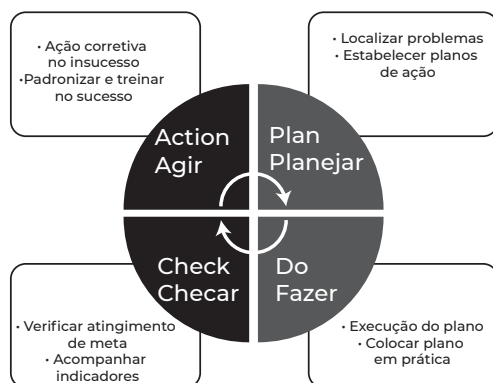 • Ação corretiva
no insucesso
•Padronizar e treinar
no sucesso
• Localizar problemas
• Estabelecer planos
de ação
Action
Agir
Plan
Planejar
Check
Checar
Do
Fazer
• Verificar atingimento
de meta
• Acompanhar
indicadores
• Execução do plano
• Colocar plano
em prática